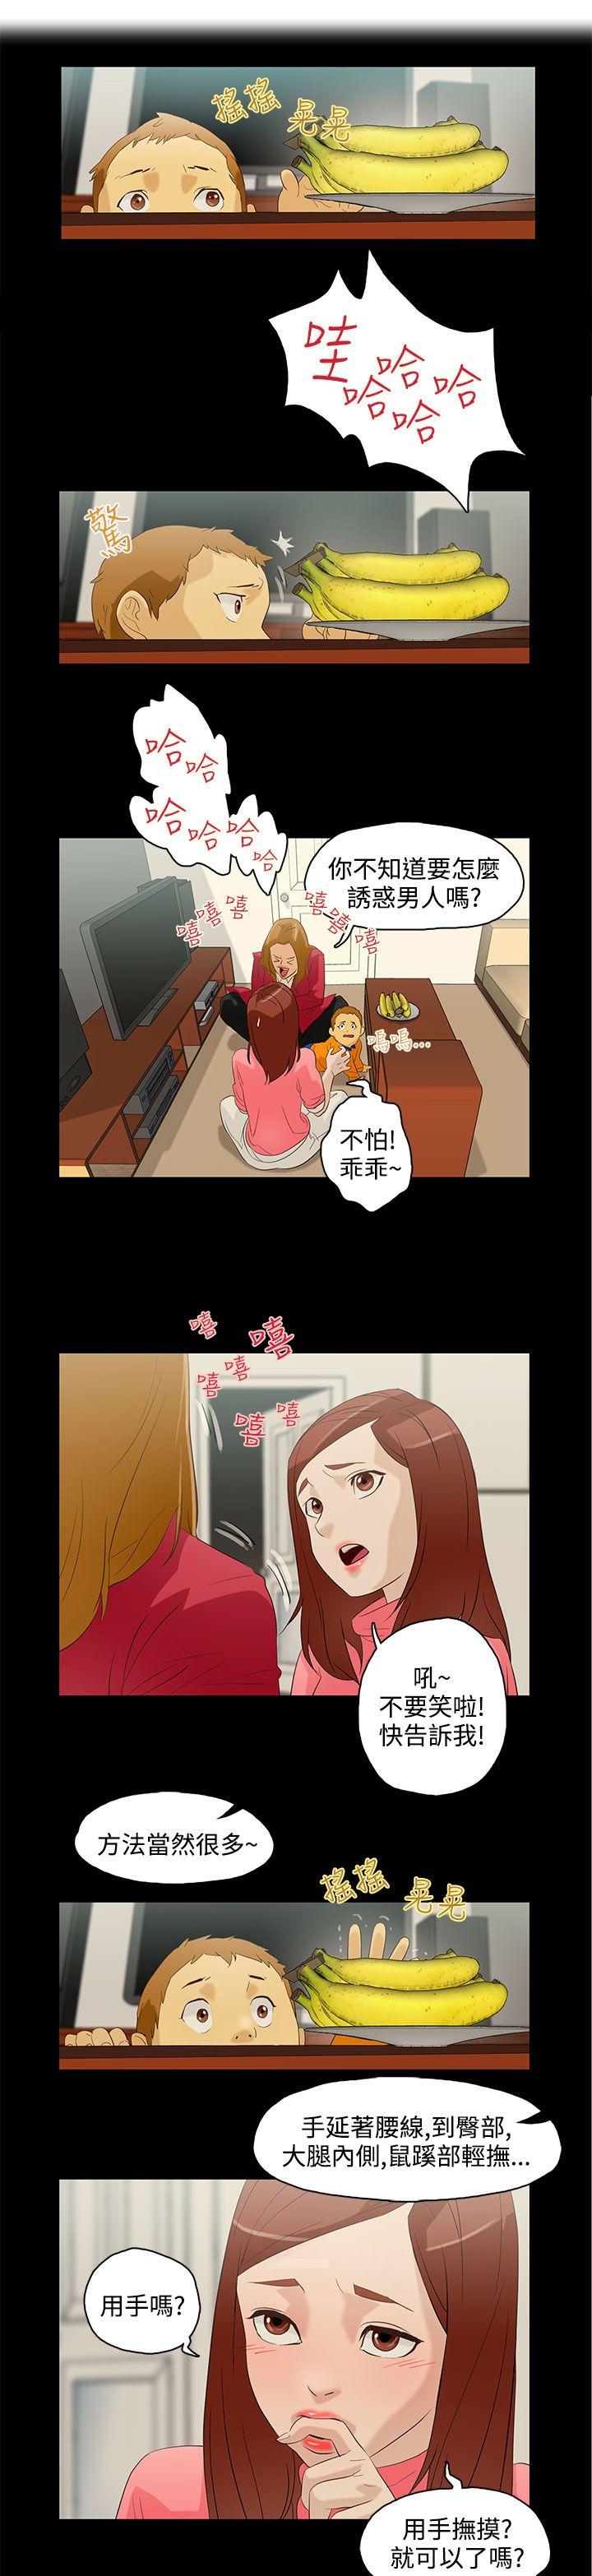 搖搖
晃晃
哇
哈哈哈
哈哈
驚
哈哈
哈哈哈
哈
你不知道要怎麼
誘惑男人嗎?
嘻嘻嘻
嘻嘻嘻
嗚嗚...
不怕!
乖乖~
嘻嘻
嘻嘻
嘻嘻
吼~
不要笑啦!
快告訴我!
方法當然很多~
搖搖
晃晃
手延著腰線,到臀部,
大腿內側,鼠蹊部輕撫...
用手嗎?
用手撫摸?
就可以了嗎?